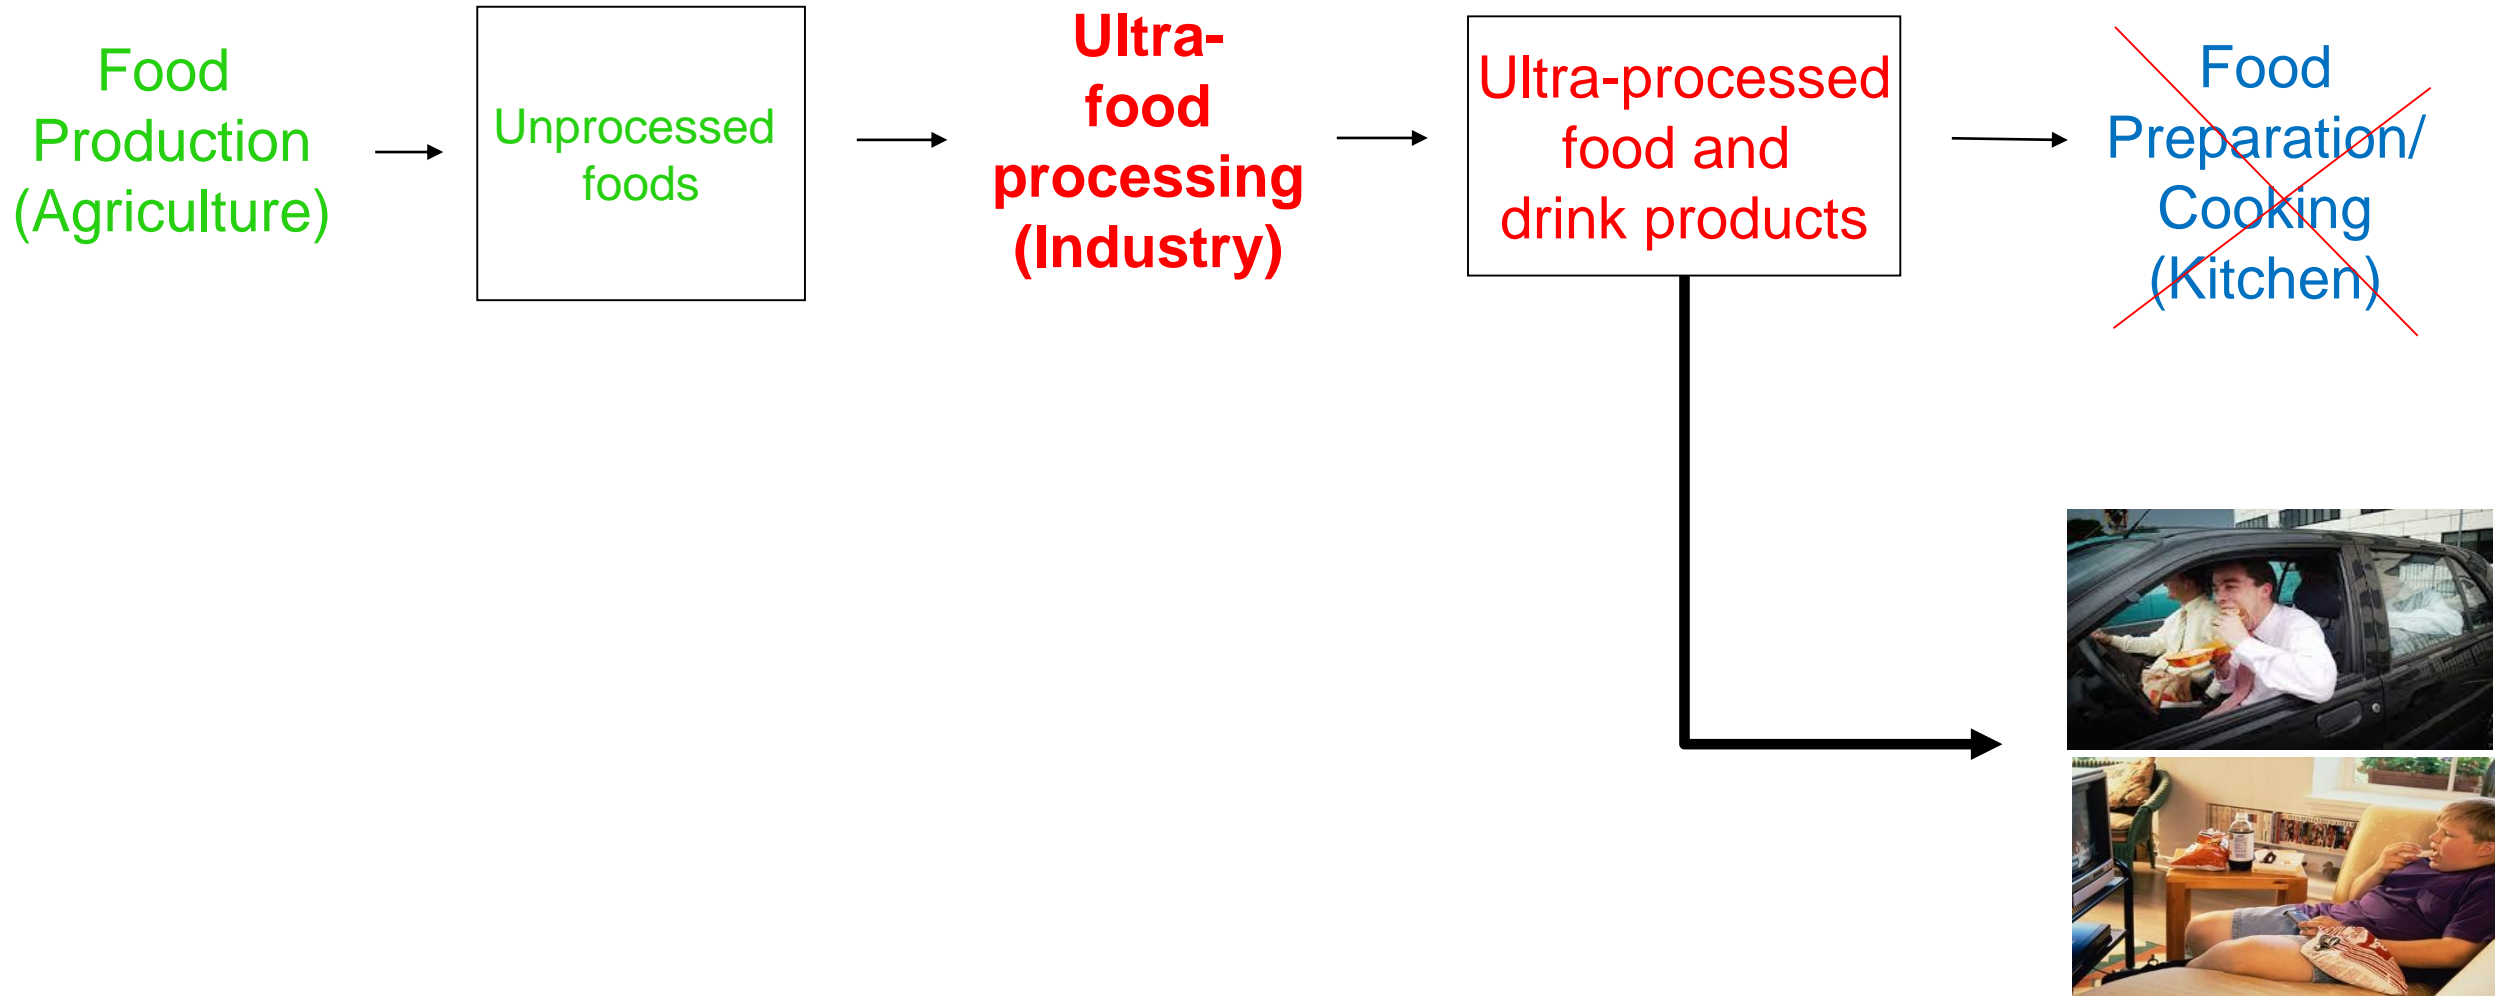 Food
Production
(Agriculture)
Unprocessed
foods
Ultra-
food
processing
(Industry)
Ultra-processed
food and
drink products
Food
Preparation/
Cooking
(Kitchen)